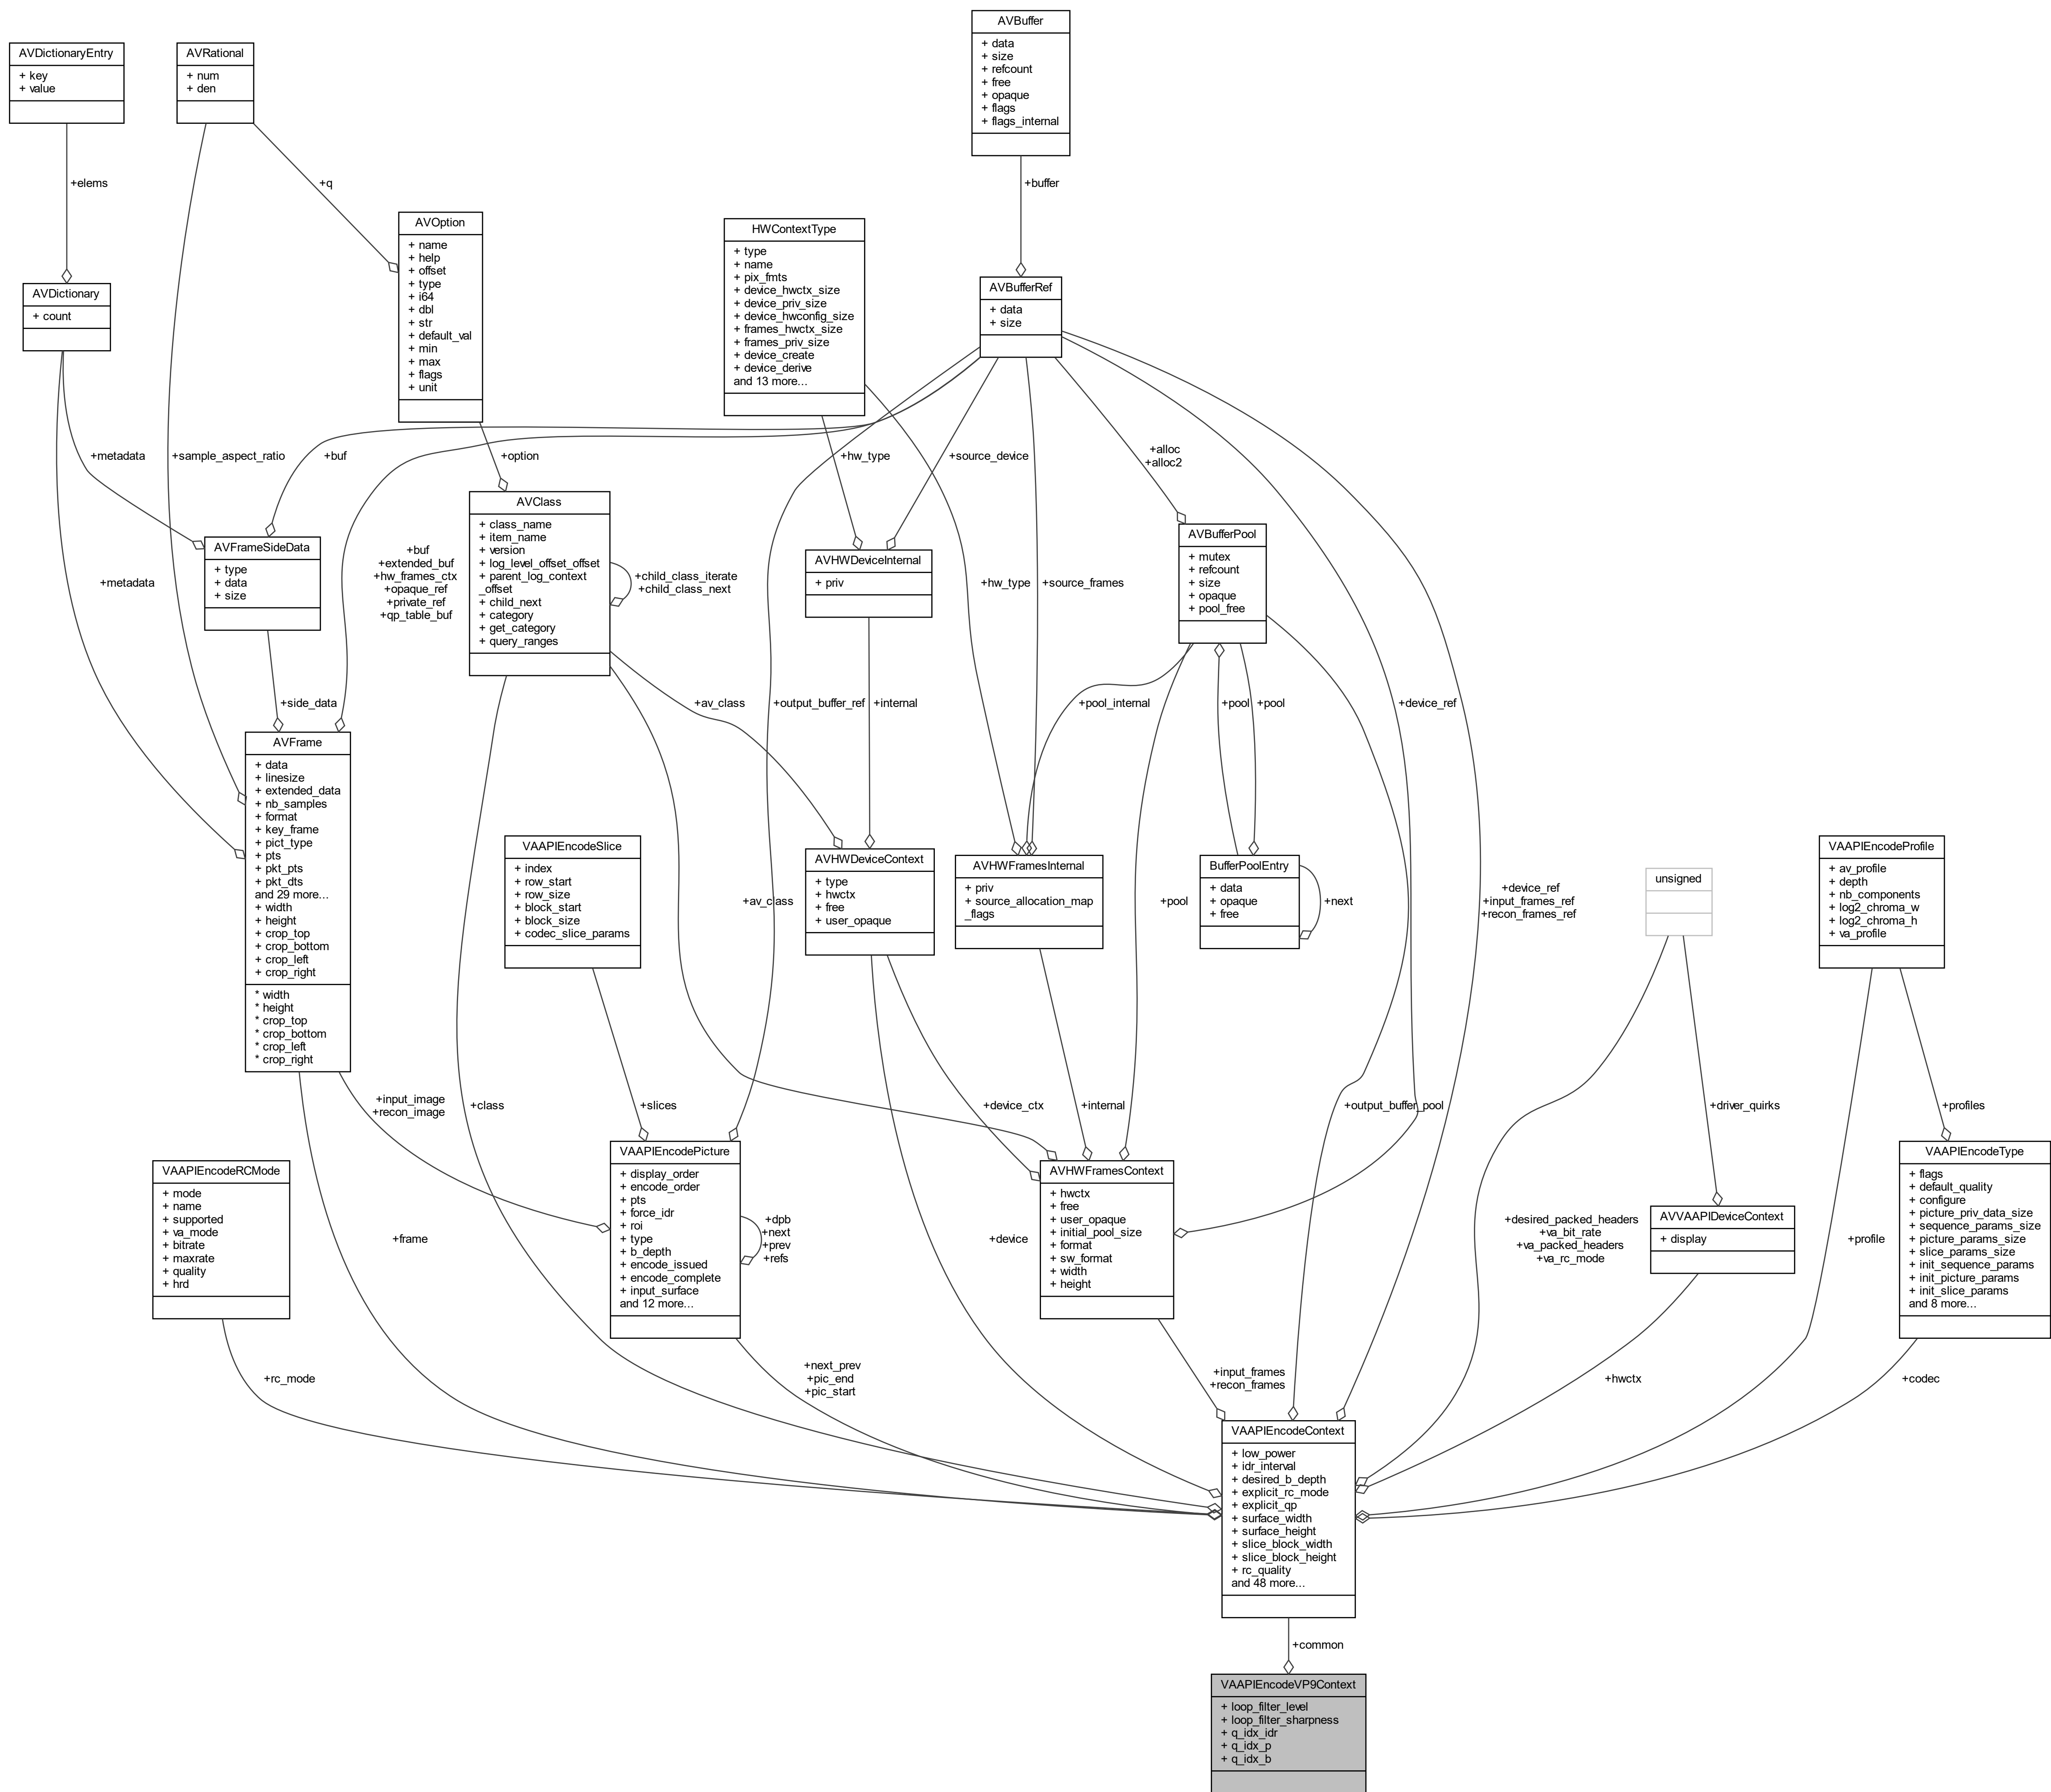 AVBuffer
+ data
+ size
+ refcount
+ free
+ opaque
+ flags
+ flags_internal
AVDictionaryEntry
+ key
+ value
AVRational
+ num
+ den
+elems
+q
+buffer
AVOption
+ name
+ help
+ offset
+ type
+ i64
+ dbl
+ str
+ default_val
+ min
+ max
+ flags
+ unit
HWContextType
+ type
+ name
+ pix_fmts
+ device_hwctx_size
+ device_priv_size
+ device_hwconfig_size
+ frames_hwctx_size
+ frames_priv_size
+ device_create
+ device_derive
and 13 more...
AVDictionary
+ count
AVBufferRef
+ data
+ size
+metadata
+sample_aspect_ratio
+buf
+option
+hw_type
+source_device
+alloc
+alloc2
AVClass
+ class_name
+ item_name
+ version
+ log_level_offset_offset
+ parent_log_context
_offset
+ child_next
+ category
+ get_category
+ query_ranges
+child_class_iterate
+child_class_next
AVFrameSideData
+ type
+ data
+ size
+metadata
+buf
+extended_buf
+hw_frames_ctx
+opaque_ref
+private_ref
+qp_table_buf
AVHWDeviceInternal
+ priv
+hw_type
+source_frames
AVBufferPool
+ mutex
+ refcount
+ size
+ opaque
+ pool_free
+side_data
+av_class
+output_buffer_ref
+internal
+pool_internal
+pool
+pool
+device_ref
AVFrame
+ data
+ linesize
+ extended_data
+ nb_samples
+ format
+ key_frame
+ pict_type
+ pts
+ pkt_pts
+ pkt_dts
and 29 more...
+ width
+ height
+ crop_top
+ crop_bottom
+ crop_left
+ crop_right
* width
* height
* crop_top
* crop_bottom
* crop_left
* crop_right
VAAPIEncodeSlice
+ index
+ row_start
+ row_size
+ block_start
+ block_size
+ codec_slice_params
+av_class
AVHWDeviceContext
+ type
+ hwctx
+ free
+ user_opaque
AVHWFramesInternal
+ priv
+ source_allocation_map
_flags
+pool
BufferPoolEntry
+ data
+ opaque
+ free
+next
+device_ref
+input_frames_ref
+recon_frames_ref
unsigned
VAAPIEncodeProfile
+ av_profile
+ depth
+ nb_components
+ log2_chroma_w
+ log2_chroma_h
+ va_profile
+input_image
+recon_image
+class
+slices
+device_ctx
+internal
+output_buffer_pool
+driver_quirks
+profiles
VAAPIEncodeRCMode
+ mode
+ name
+ supported
+ va_mode
+ bitrate
+ maxrate
+ quality
+ hrd
+frame
VAAPIEncodePicture
+ display_order
+ encode_order
+ pts
+ force_idr
+ roi
+ type
+ b_depth
+ encode_issued
+ encode_complete
+ input_surface
and 12 more...
+dpb
+next
+prev
+refs
+device
AVHWFramesContext
+ hwctx
+ free
+ user_opaque
+ initial_pool_size
+ format
+ sw_format
+ width
+ height
+desired_packed_headers
+va_bit_rate
+va_packed_headers
+va_rc_mode
AVVAAPIDeviceContext
+ display
+profile
VAAPIEncodeType
+ flags
+ default_quality
+ configure
+ picture_priv_data_size
+ sequence_params_size
+ picture_params_size
+ slice_params_size
+ init_sequence_params
+ init_picture_params
+ init_slice_params
and 8 more...
+rc_mode
+next_prev
+pic_end
+pic_start
+input_frames
+recon_frames
+hwctx
+codec
VAAPIEncodeContext
+ low_power
+ idr_interval
+ desired_b_depth
+ explicit_rc_mode
+ explicit_qp
+ surface_width
+ surface_height
+ slice_block_width
+ slice_block_height
+ rc_quality
and 48 more...
+common
VAAPIEncodeVP9Context
+ loop_filter_level
+ loop_filter_sharpness
+ q_idx_idr
+ q_idx_p
+ q_idx_b